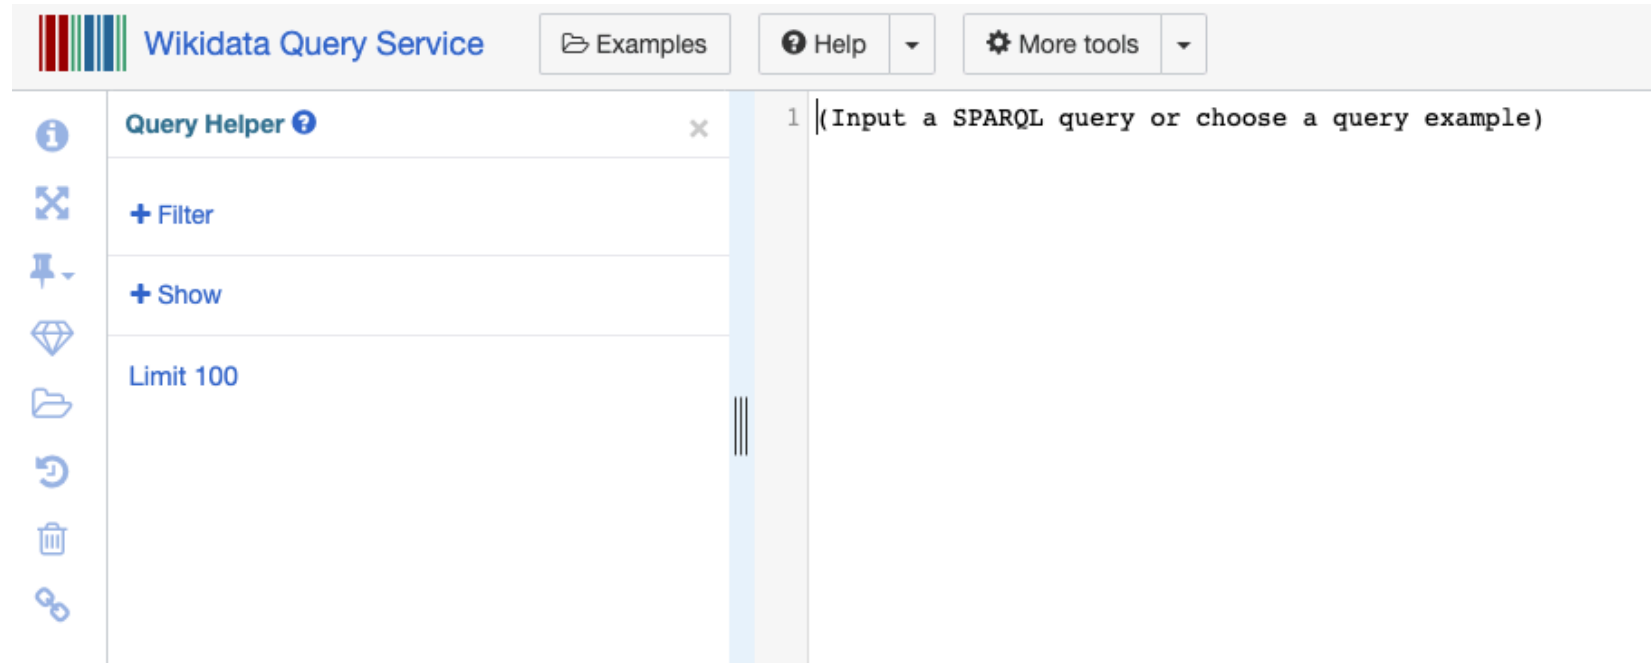 Wikidata Query Service Examples Help More tools
Query Helper
1 (Input a SPARQL query or choose a query example)
Filter
Show
Limit 100